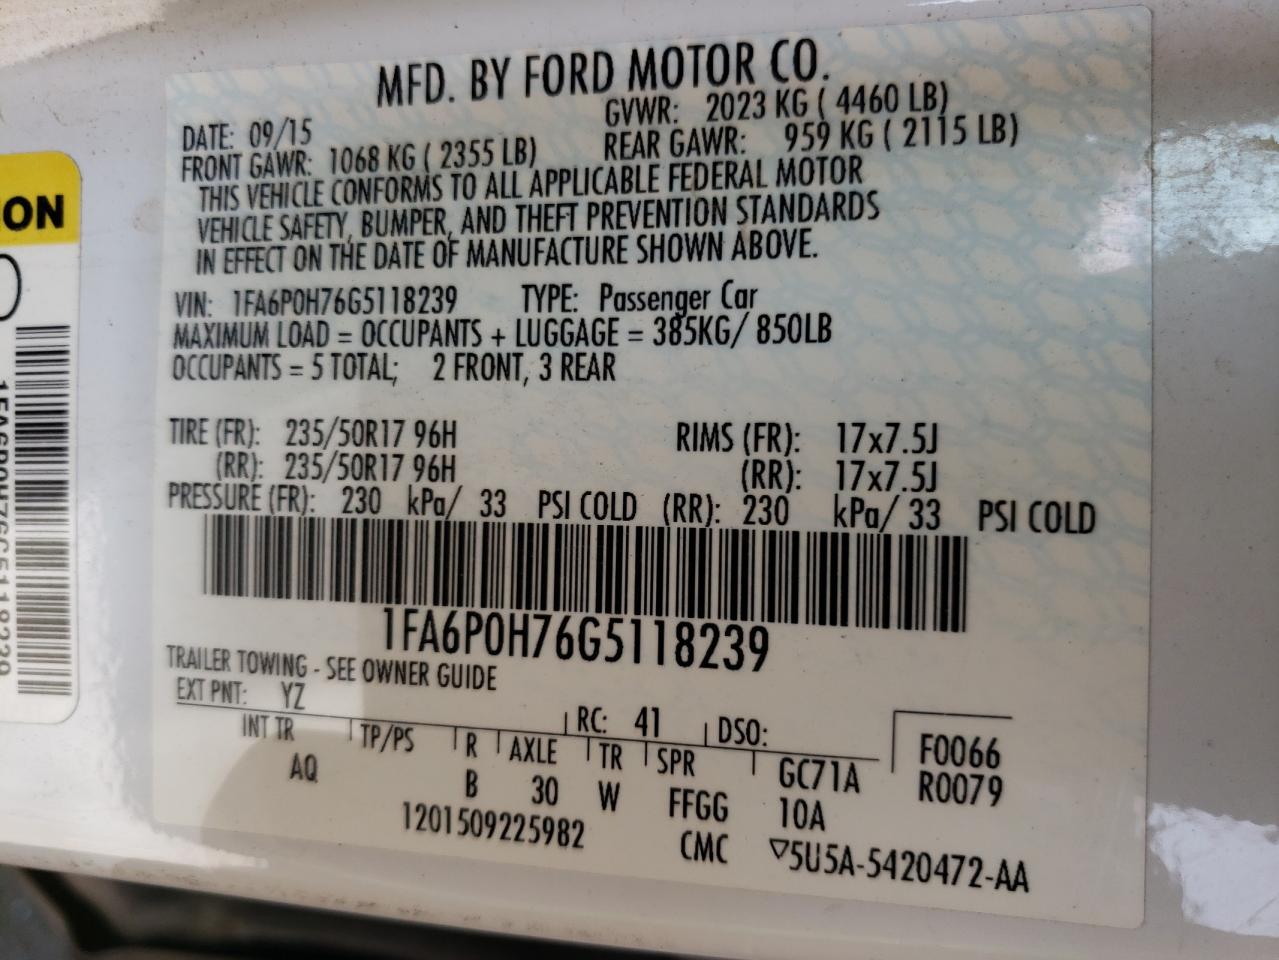 MFD. BY FORD MOTOR CO.
DATE: 09/15 GVWR: 2023 KG ( 4460 LB)
FRONT GAWR: 1068 KG ( 2355 LB) REAR GAWR: 959 KG ( 2115 LB)
THIS VEHICLE CONFORMS TO ALL APPLICABLE FEDERAL MOTOR
VEHICLE SAFETY, BUMPER, AND THEFT PREVENTION STANDARDS
IN EFFECT ON THE DATE OF MANUFACTURE SHOWN ABOVE.
VIN: 1FA6P0H76G5118239 TYPE: Passenger Car
MAXIMUM LOAD = OCCUPANTS + LUGGAGE = 385KG/ 850LB
OCCUPANTS = 5 TOTAL; 2 FRONT, 3 REAR
TIRE (FR): 235/50R17 96H RIMS (FR): 17x7.5J
(RR): 235/50R17 96H (RR): 17x7.5J
PRESSURE (FR): 230 kPa/ 33 PSI COLD (RR): 230 kPa/ 33 PSI COLD
1FA6P0H76G5118239
TRAILER TOWING - SEE OWNER GUIDE
EXT PNT: YZ RC: 41 DSO:
INT TR TP/PS R AXLE TR SPR GC71A F0066
AQ B 30 W FFGG 10A R0079
1201509225982 CMC ▽5U5A-5420472-AA
ION
1FA6P0H76G5118239